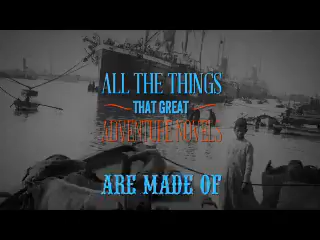 ALL THE THINGS
THAT GREAT
ADVENTURE NOVELS
ARE MADE OF